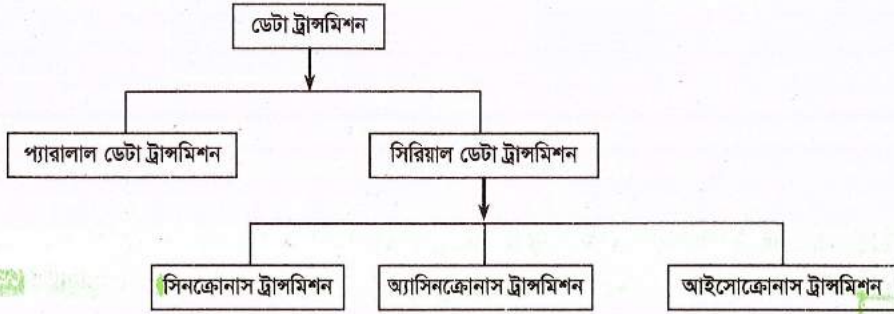 ডেটা ট্রান্সমিশন
প্যারালাল ডেটা ট্রান্সমিশন
সিরিয়াল ডেটা ট্রান্সমিশন
সিনক্রোনাস ট্রান্সমিশন
অ্যাসিনক্রোনাস ট্রান্সমিশন
আইসোক্রোনাস ট্রান্সমিশন